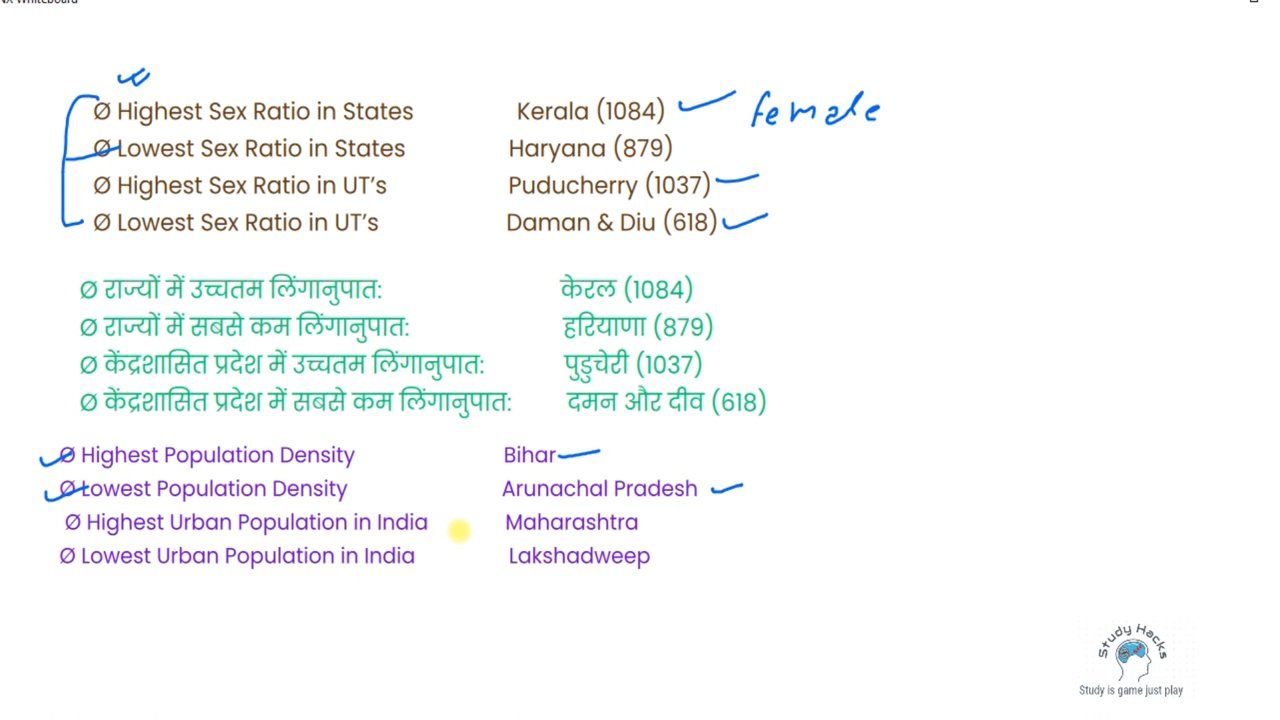 Whiteboard
Ø Highest Sex Ratio in States Kerala (1084) female
Ø Lowest Sex Ratio in States Haryana (879)
Ø Highest Sex Ratio in UT's Puducherry (1037)
Ø Lowest Sex Ratio in UT's Daman & Diu (618)
Ø राज्यों में उच्चतम लिंगानुपात: केरल (1084)
Ø राज्यों में सबसे कम लिंगानुपात: हरियाणा (879)
Ø केंद्रशासित प्रदेश में उच्चतम लिंगानुपात: पुडुचेरी (1037)
Ø केंद्रशासित प्रदेश में सबसे कम लिंगानुपात: दमन और दीव (618)
Ø Highest Population Density Bihar
Ø Lowest Population Density Arunachal Pradesh
Ø Highest Urban Population in India Maharashtra
Ø Lowest Urban Population in India Lakshadweep
Study Hacks
Study is game just play